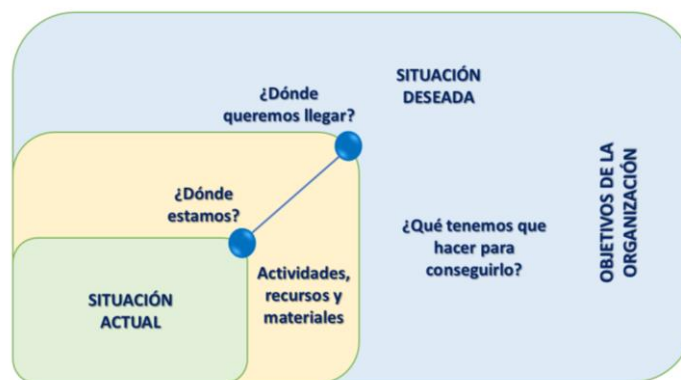 SITUACIÓN
DESEADA
¿Dónde
queremos llegar?
¿Dónde
estamos?
¿Qué tenemos que
hacer para
conseguirlo?
OBJETIVOS DE LA
ORGANIZACIÓN
Actividades,
recursos y
materiales
SITUACIÓN
ACTUAL